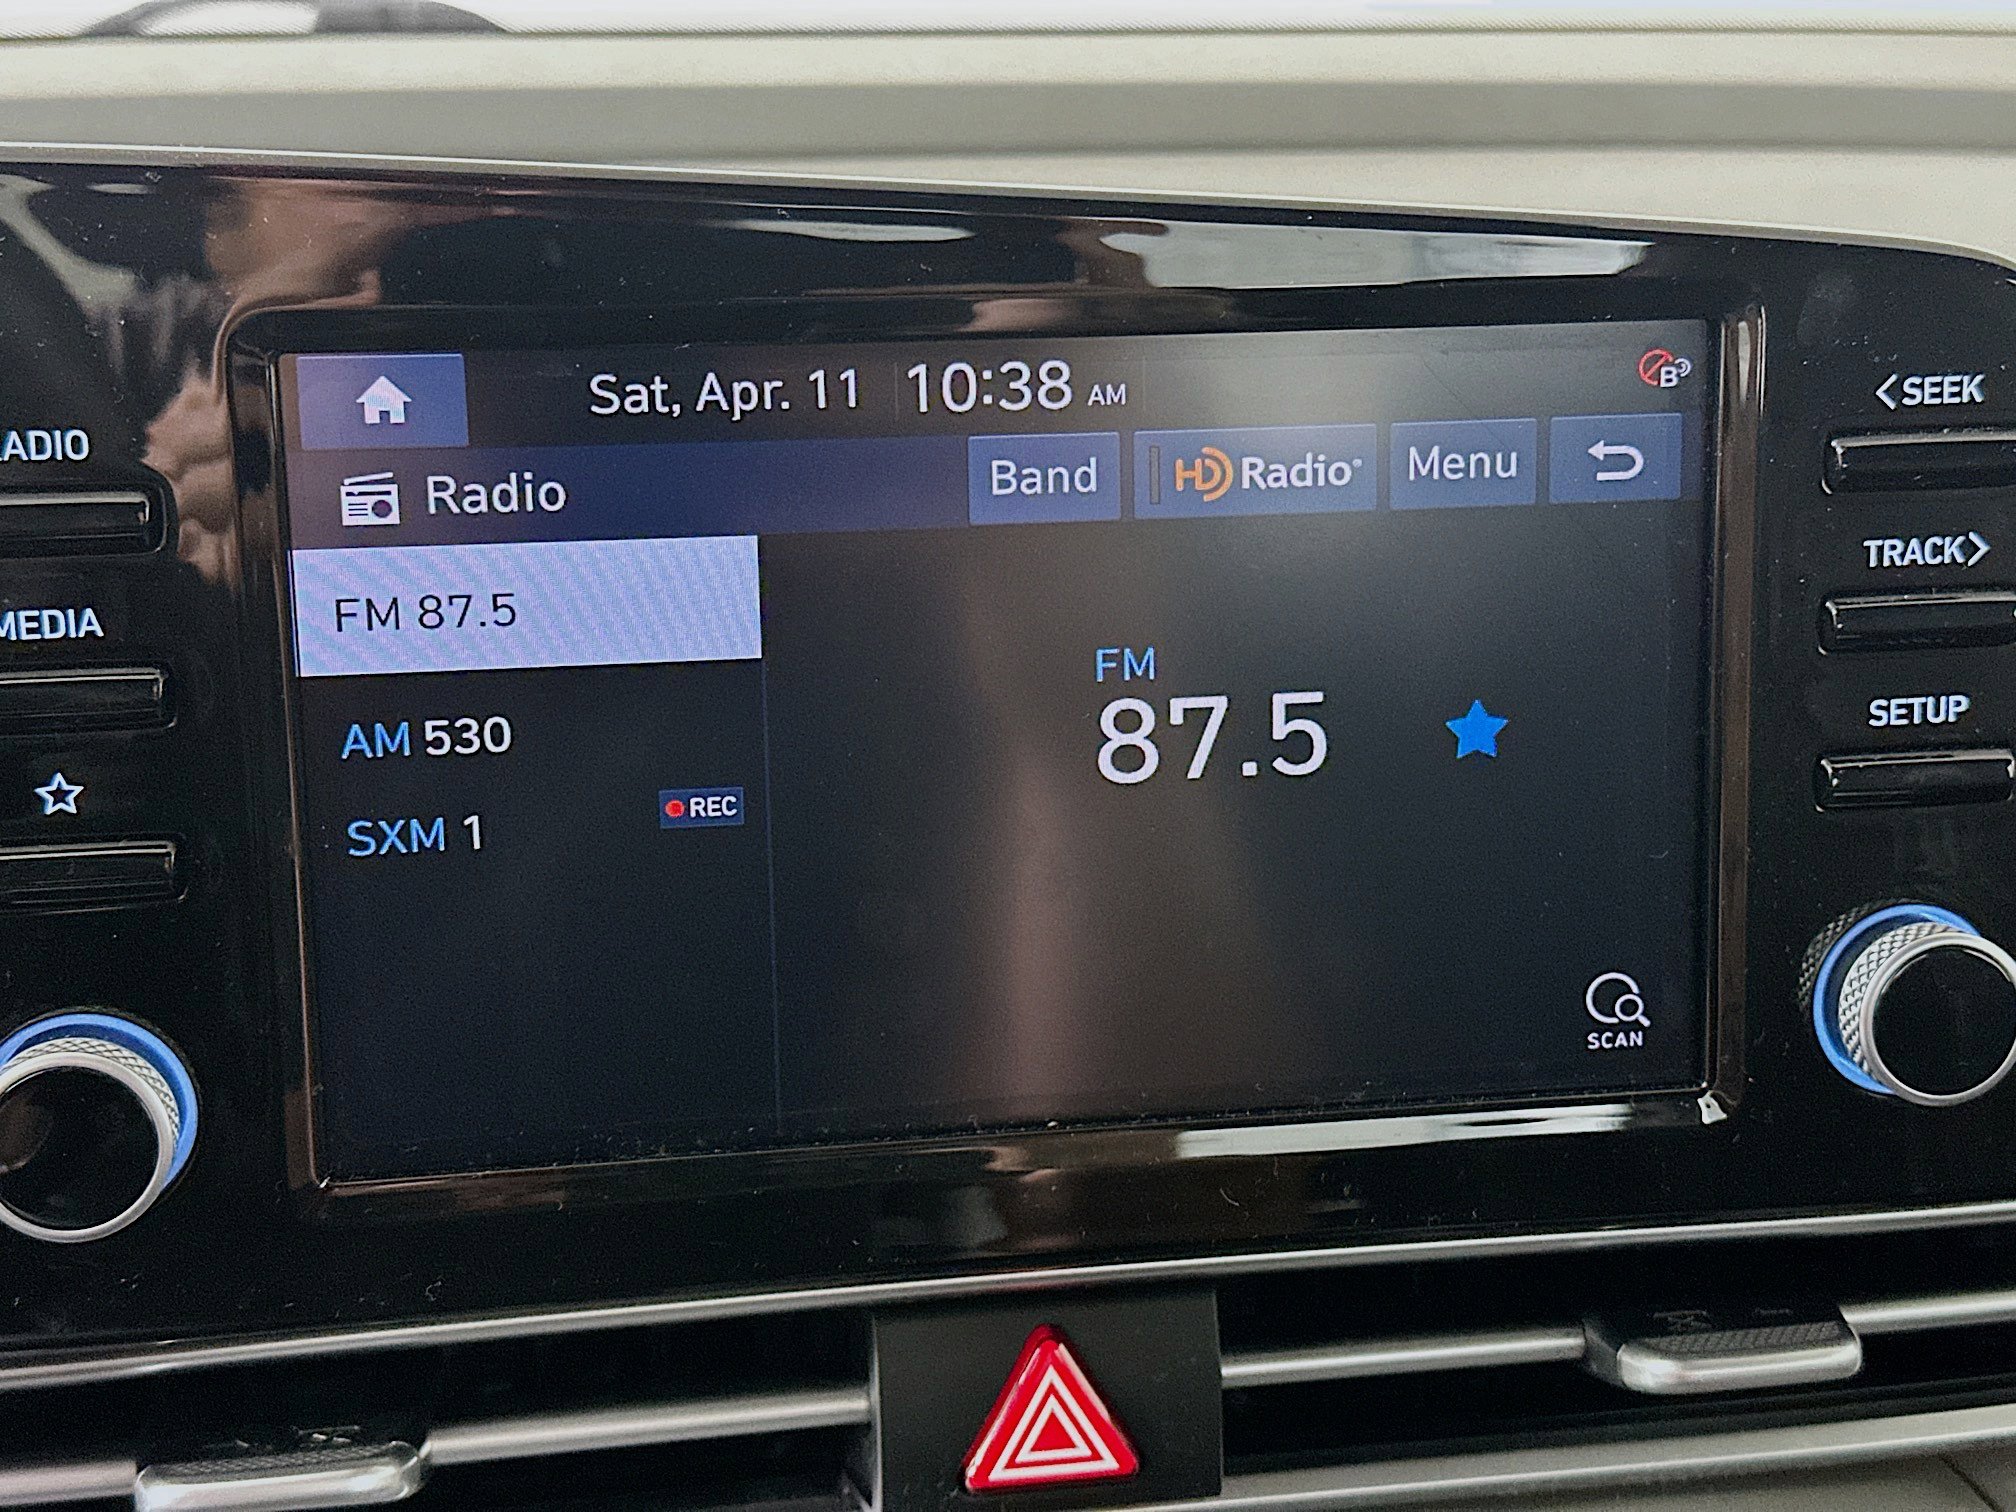 Sat, Apr. 11 10:38 AM
B
Radio Band HD Radio® Menu
FM 87.5
AM 530
SXM 1 REC
FM
87.5
SCAN
RADIO
MEDIA
<SEEK
TRACK>
SETUP